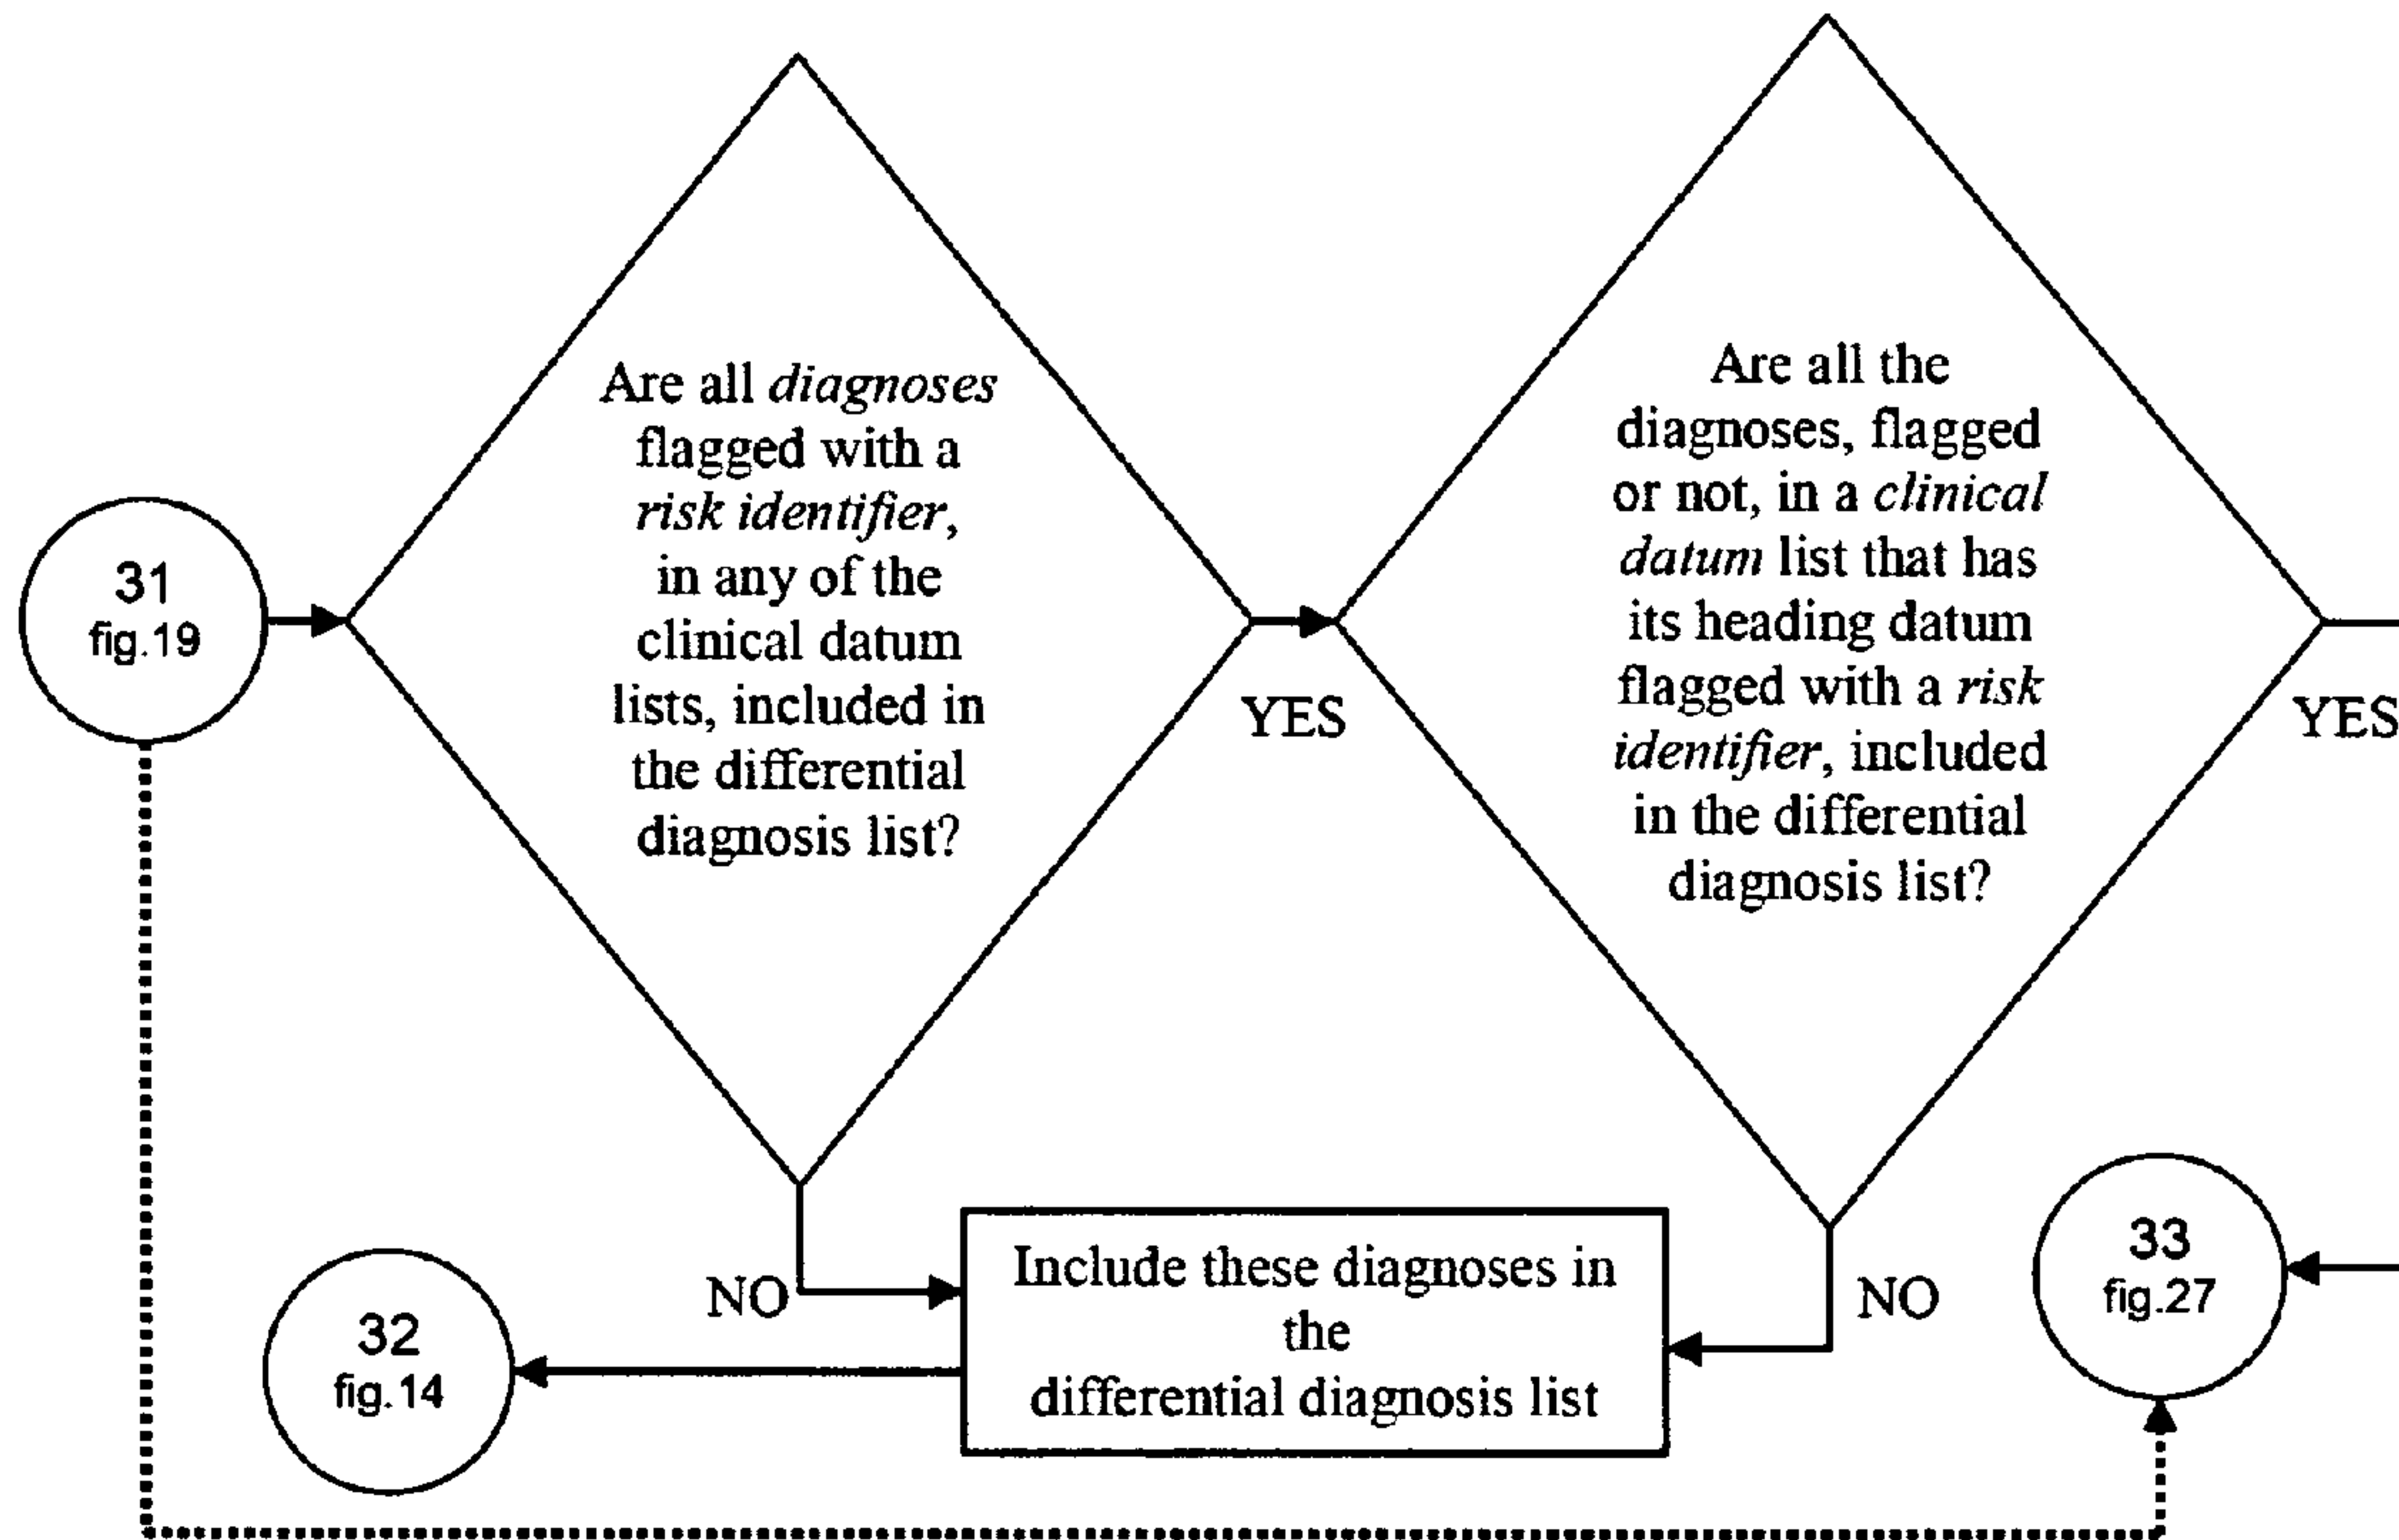 31
fig.19
Are all diagnoses
flagged with a
risk identifier,
in any of the
clinical datum
lists, included in
the differential
diagnosis list?
YES
Are all the
diagnoses, flagged
or not, in a clinical
datum list that has
its heading datum
flagged with a risk
identifier, included
in the differential
diagnosis list?
YES
NO
Include these diagnoses in
the
differential diagnosis list
NO
32
fig.14
33
fig.27